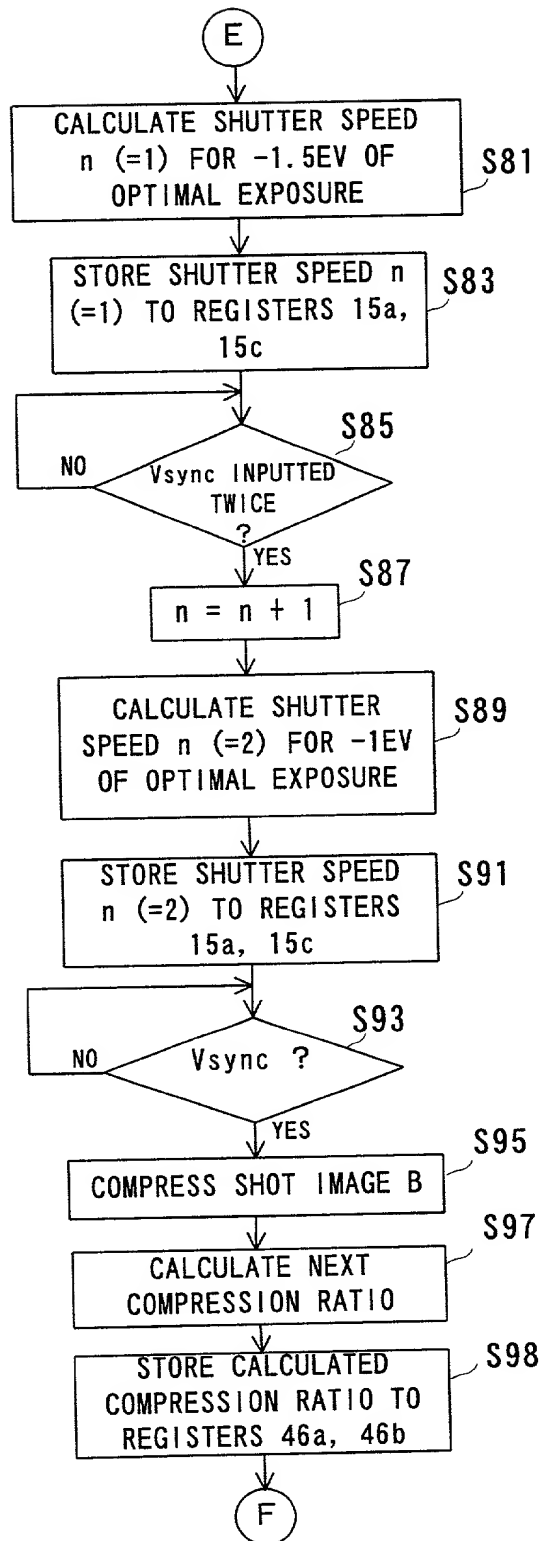 E
CALCULATE SHUTTER SPEED
n (=1) FOR -1.5EV OF
OPTIMAL EXPOSURE
S81
STORE SHUTTER SPEED n
(=1) TO REGISTERS 15a,
15c
S83
S85
Vsync INPUTTED
TWICE
?
NO
YES
S87
n = n + 1
CALCULATE SHUTTER
SPEED n (=2) FOR -1EV
OF OPTIMAL EXPOSURE
S89
STORE SHUTTER SPEED
n (=2) TO REGISTERS
15a, 15c
S91
S93
Vsync ?
NO
YES
S95
COMPRESS SHOT IMAGE B
S97
CALCULATE NEXT
COMPRESSION RATIO
STORE CALCULATED
COMPRESSION RATIO TO
REGISTERS 46a, 46b
S98
F